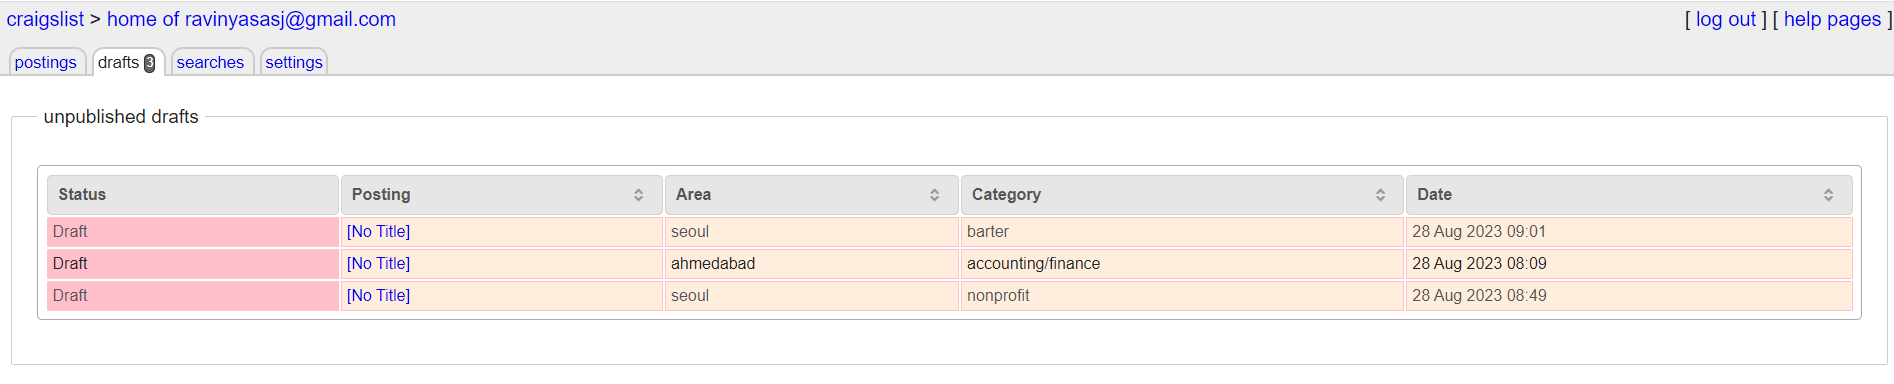 craigslist > home of ravinyasasj@gmail.com [ log out ] [ help pages ]
postings drafts 3 searches settings
unpublished drafts
Status Posting Area Category Date
Draft [No Title] seoul barter 28 Aug 2023 09:01
Draft [No Title] ahmedabad accounting/finance 28 Aug 2023 08:09
Draft [No Title] seoul nonprofit 28 Aug 2023 08:49